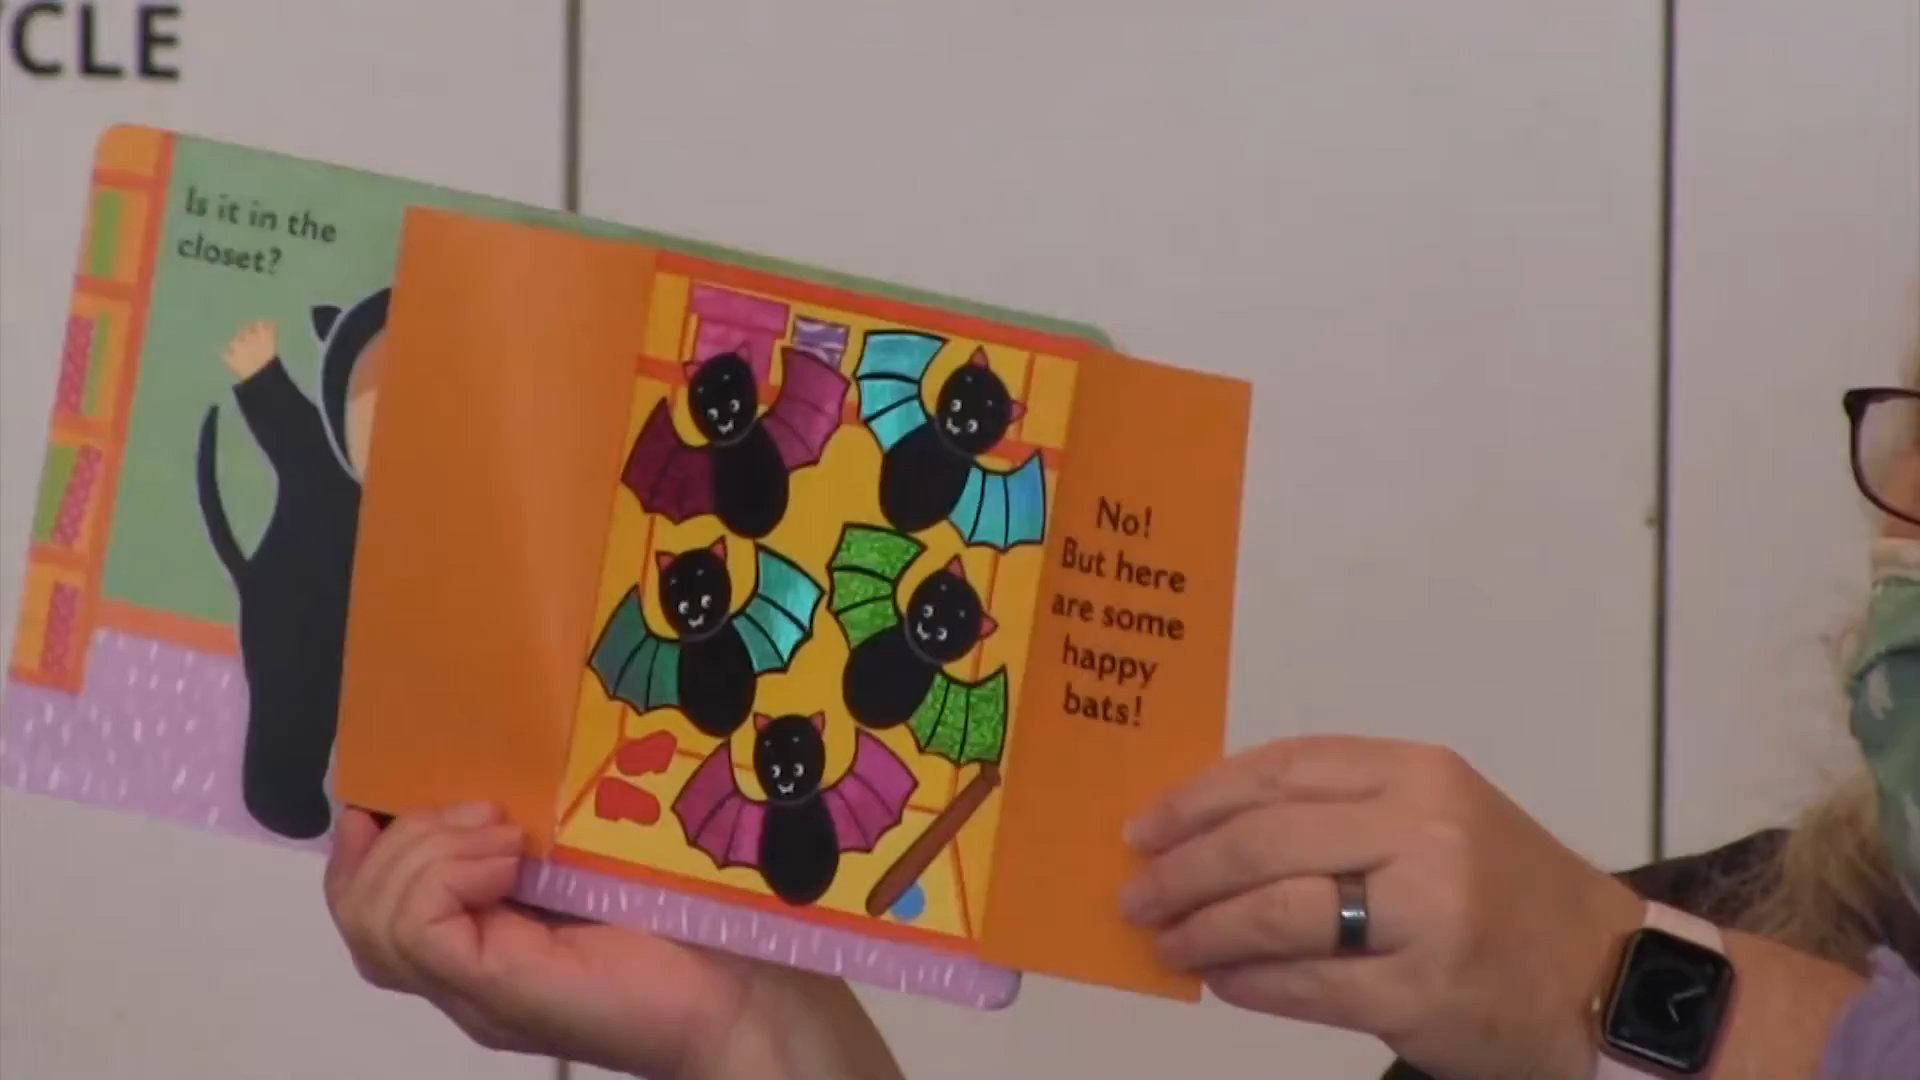 CLE
Is it in the
closet?
No!
But here
are some
happy
bats!